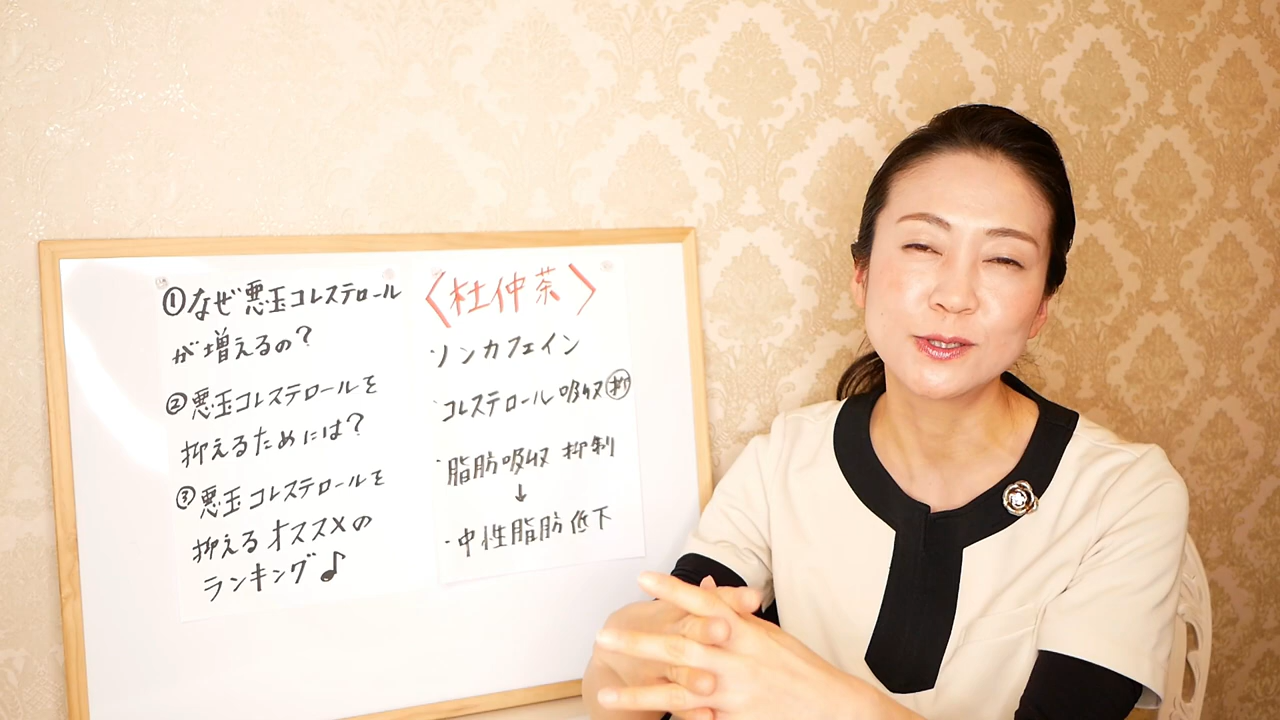 ①なぜ悪玉コレステロール
が増えるの?
②悪玉コレステロールを
抑えるためには?
③悪玉コレステロールを
抑えるオススメの
ランキング♪
〈杜仲茶〉
・ノンカフェイン
・コレステロール吸収抑
・脂肪吸収抑制
↓
・中性脂肪低下